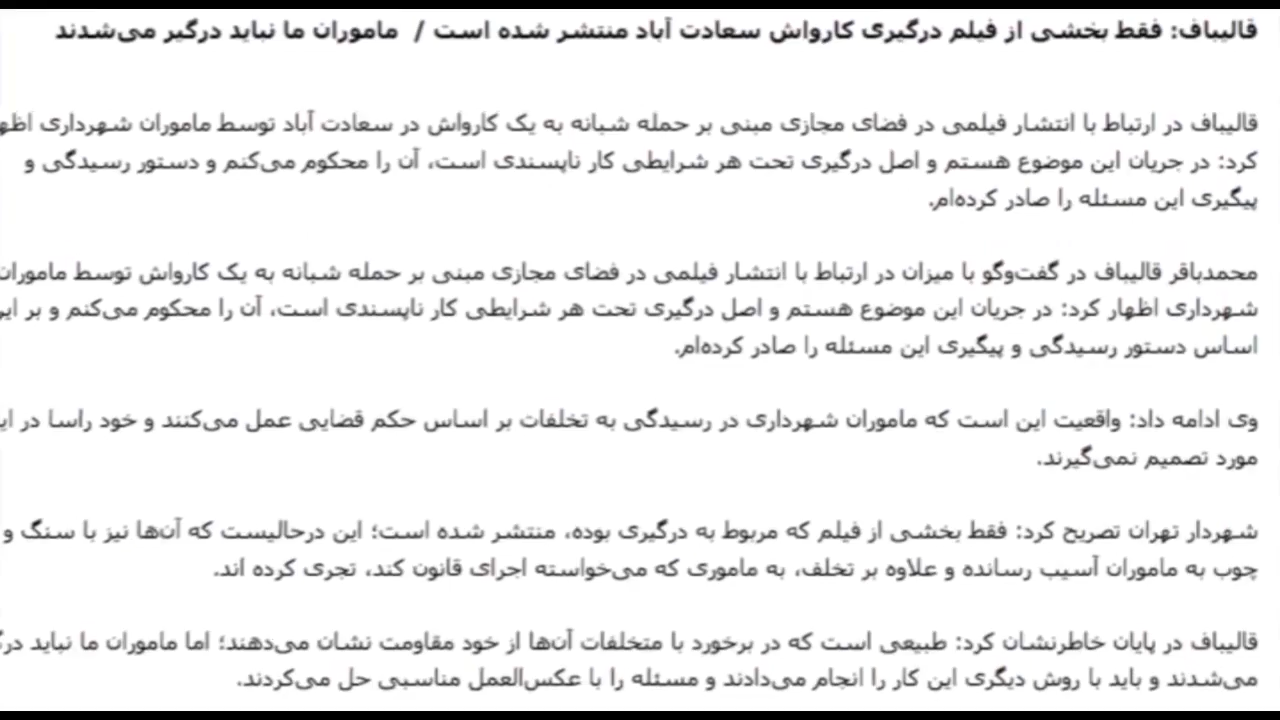 قالیباف: فقط بخشی از فیلم درگیری کارواش سعادت آباد منتشر شده است / ماموران ما نباید درگیر می‌شدند
قالیباف در ارتباط با انتشار فیلمی در فضای مجازی مبنی بر حمله شبانه به یک کارواش در سعادت آباد توسط ماموران شهرداری اظه
کرد: در جریان این موضوع هستم و اصل درگیری تحت هر شرایطی کار ناپسندی است، آن را محکوم می‌کنم و دستور رسیدگی و
پیگیری این مسئله را صادر کرده‌ام.
محمدباقر قالیباف در گفت‌وگو با میزان در ارتباط با انتشار فیلمی در فضای مجازی مبنی بر حمله شبانه به یک کارواش توسط ماموران
شهرداری اظهار کرد: در جریان این موضوع هستم و اصل درگیری تحت هر شرایطی کار ناپسندی است، آن را محکوم می‌کنم و بر این
اساس دستور رسیدگی و پیگیری این مسئله را صادر کرده‌ام.
وی ادامه داد: واقعیت این است که ماموران شهرداری در رسیدگی به تخلفات بر اساس حکم قضایی عمل می‌کنند و خود راسا در ای
مورد تصمیم نمی‌گیرند.
شهردار تهران تصریح کرد: فقط بخشی از فیلم که مربوط به درگیری بوده، منتشر شده است؛ این درحالیست که آن‌ها نیز با سنگ و
چوب به ماموران آسیب رسانده و علاوه بر تخلف، به ماموری که می‌خواسته اجرای قانون کند، تجری کرده اند.
قالیباف در پایان خاطرنشان کرد: طبیعی است که در برخورد با متخلفات آن‌ها از خود مقاومت نشان می‌دهند؛ اما ماموران ما نباید درگ
می‌شدند و باید با روش دیگری این کار را انجام می‌دادند و مسئله را با عکس‌العمل مناسبی حل می‌کردند.